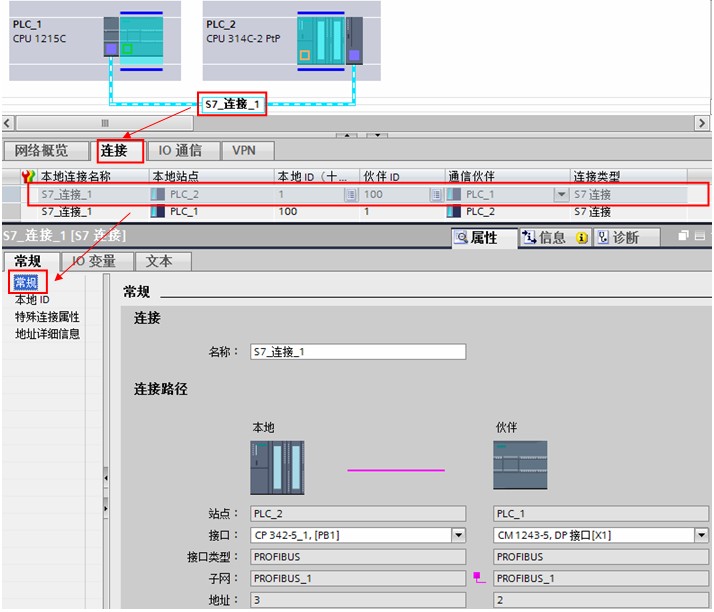 PLC_1
CPU 1215C
PLC_2
CPU 314C-2 PtP
S7_连接_1
网络概览 连接 IO 通信 VPN
本地连接名称 本地站点 本地 ID（十... 伙伴 ID 通信伙伴 连接类型
S7_连接_1 PLC_2 1 100 PLC_1 S7 连接
S7_连接_1 PLC_1 100 1 PLC_2 S7 连接
S7_连接_1 [S7 连接] 属性 信息 诊断
常规 IO 变量 文本
常规
本地 ID
特殊连接属性
地址详细信息
常规
连接
名称： S7_连接_1
连接路径
本地 伙伴
站点： PLC_2 PLC_1
接口： CP 342-5_1, [PB1] CM 1243-5, DP 接口[X1]
接口类型： PROFIBUS PROFIBUS
子网： PROFIBUS_1 PROFIBUS_1
地址： 3 2